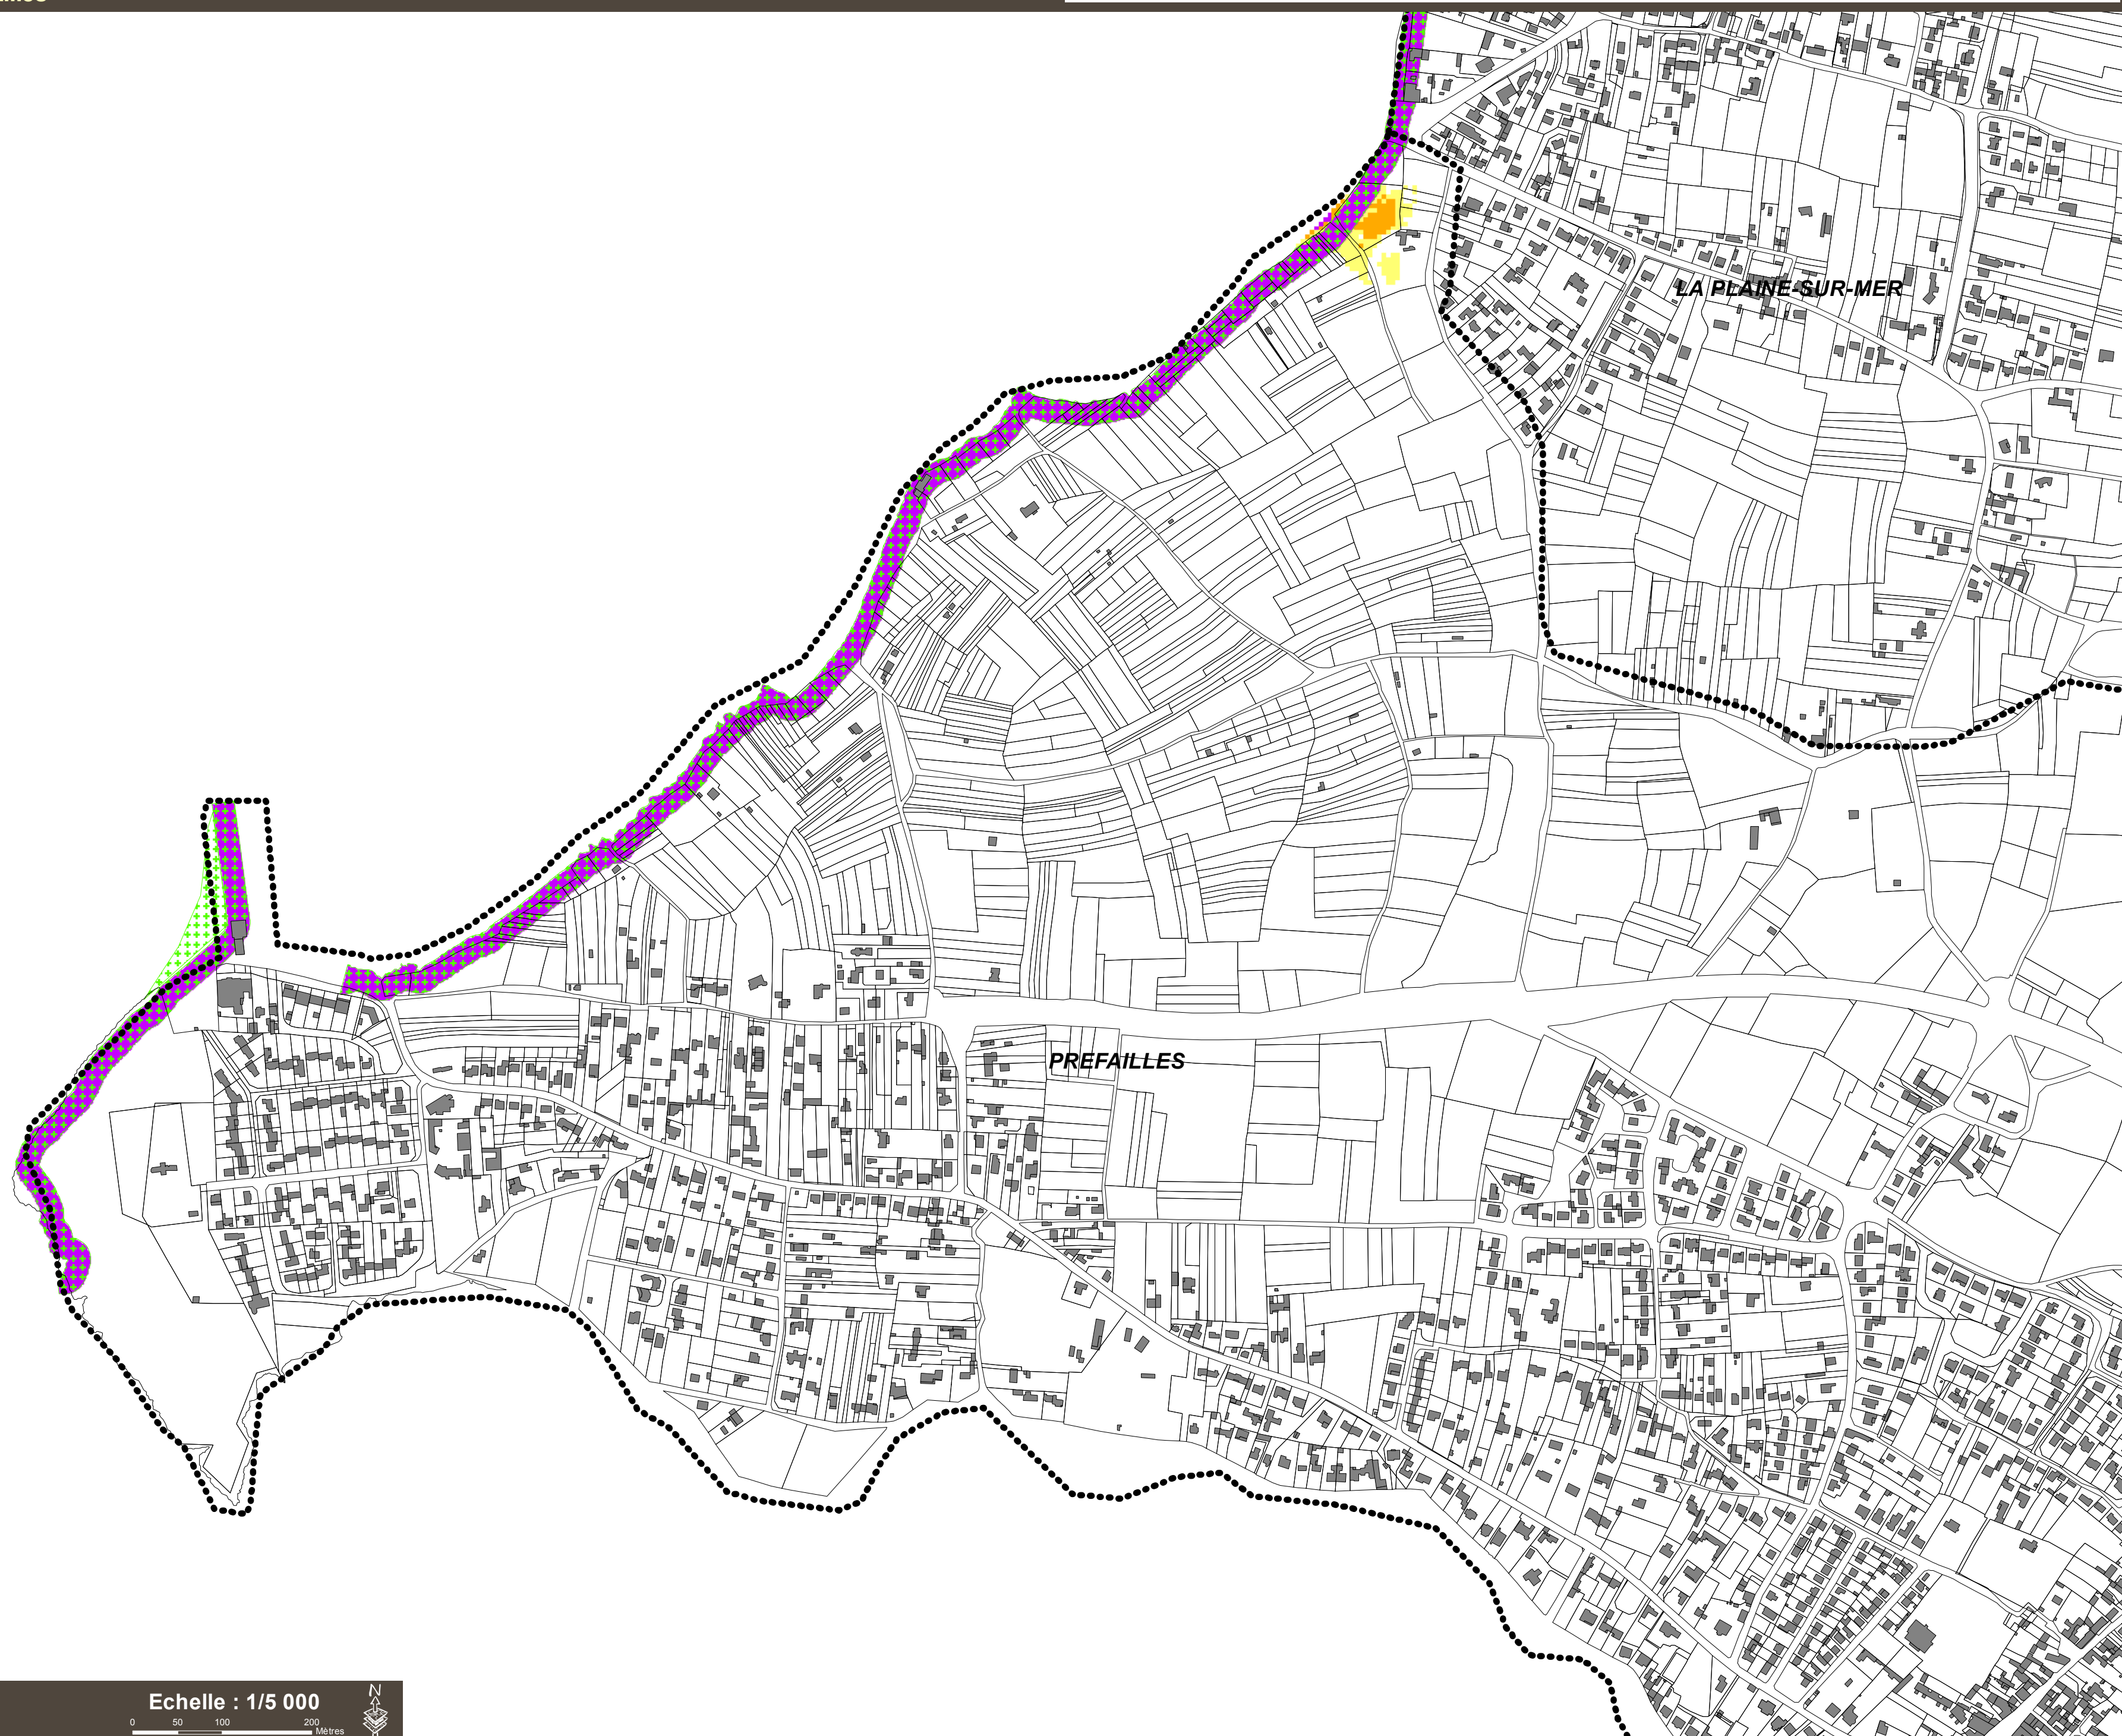 LA PLAINE-SUR-MER
PREFAILLES
Echelle : 1/5 000
N
0 50 100 200
Mètres